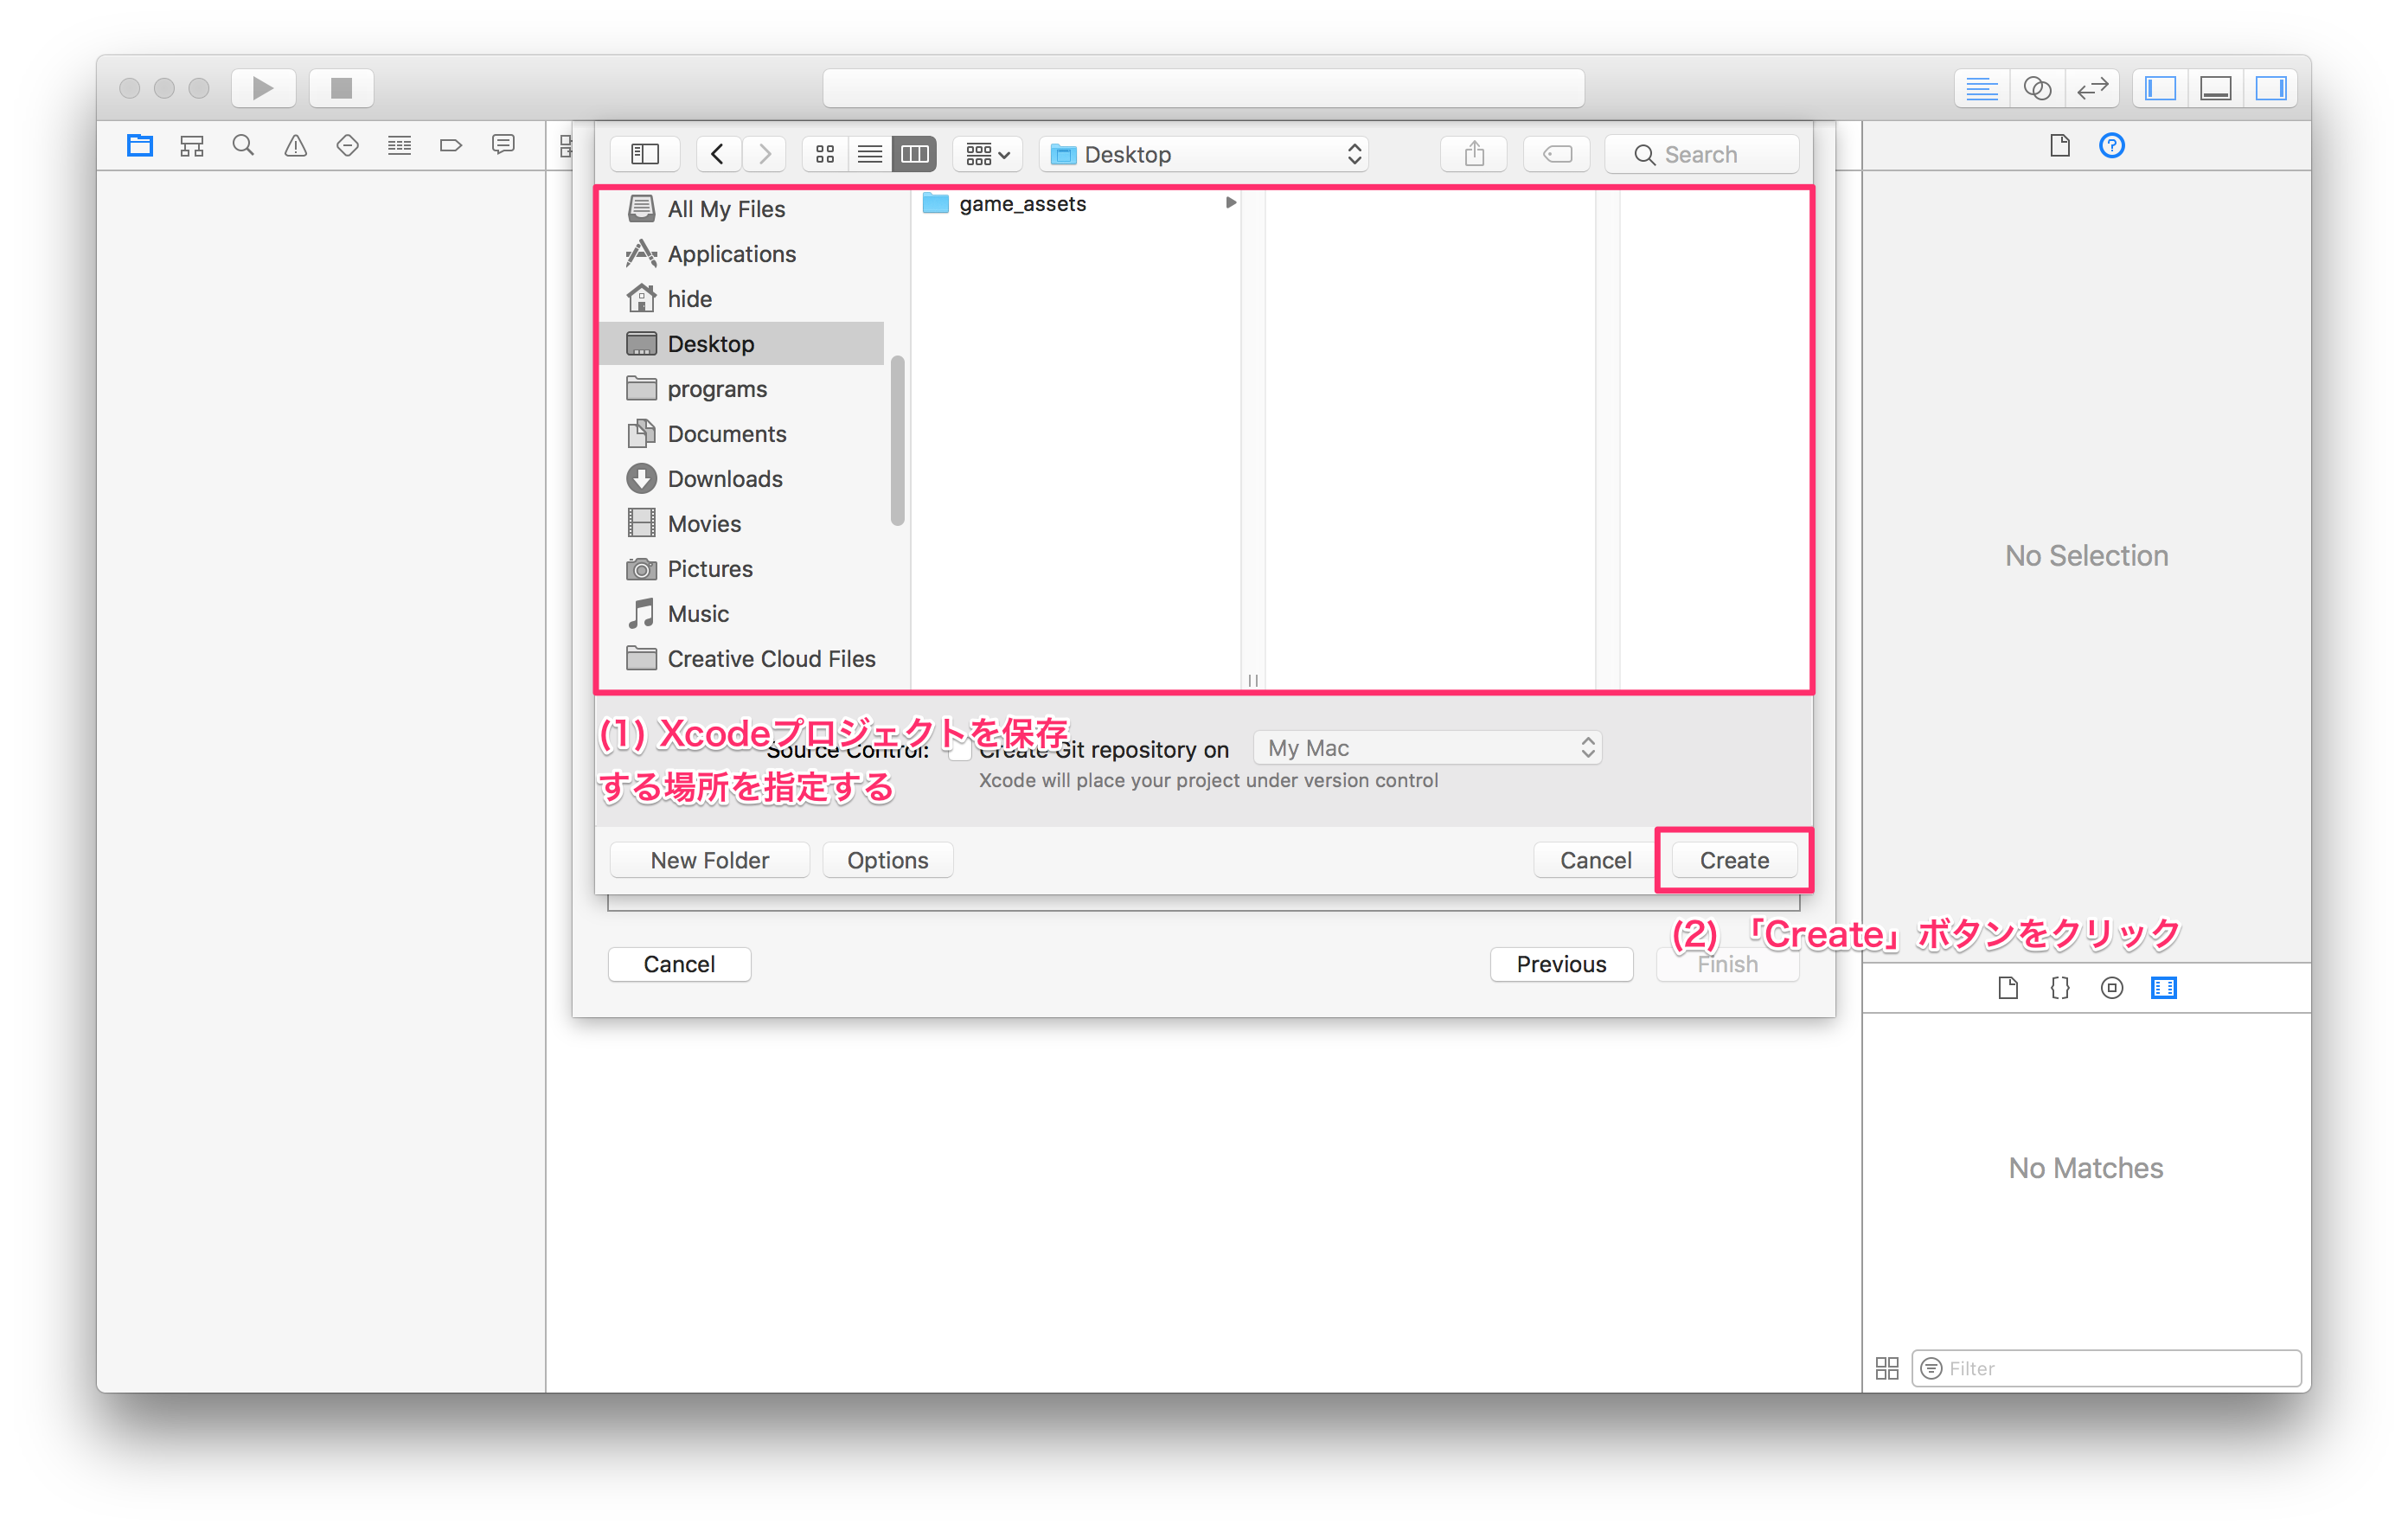 Desktop
Search
All My Files
Applications
hide
Desktop
programs
Documents
Downloads
Movies
Pictures
Music
Creative Cloud Files
game_assets
(1) Xcodeプロジェクトを保存
する場所を指定する
Source Control:
Create Git repository on
My Mac
Xcode will place your project under version control
New Folder
Options
Cancel
Create
(2) 「Create」ボタンをクリック
Cancel
Previous
Finish
No Selection
No Matches
Filter